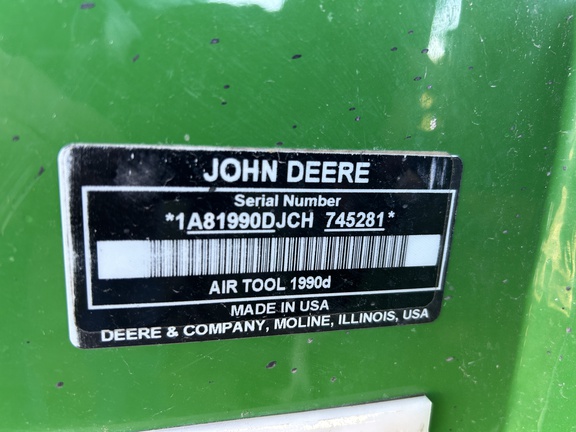 JOHN DEERE
Serial Number
*1A81990DJCH 745281*
AIR TOOL 1990d
MADE IN USA
DEERE & COMPANY, MOLINE, ILLINOIS, USA